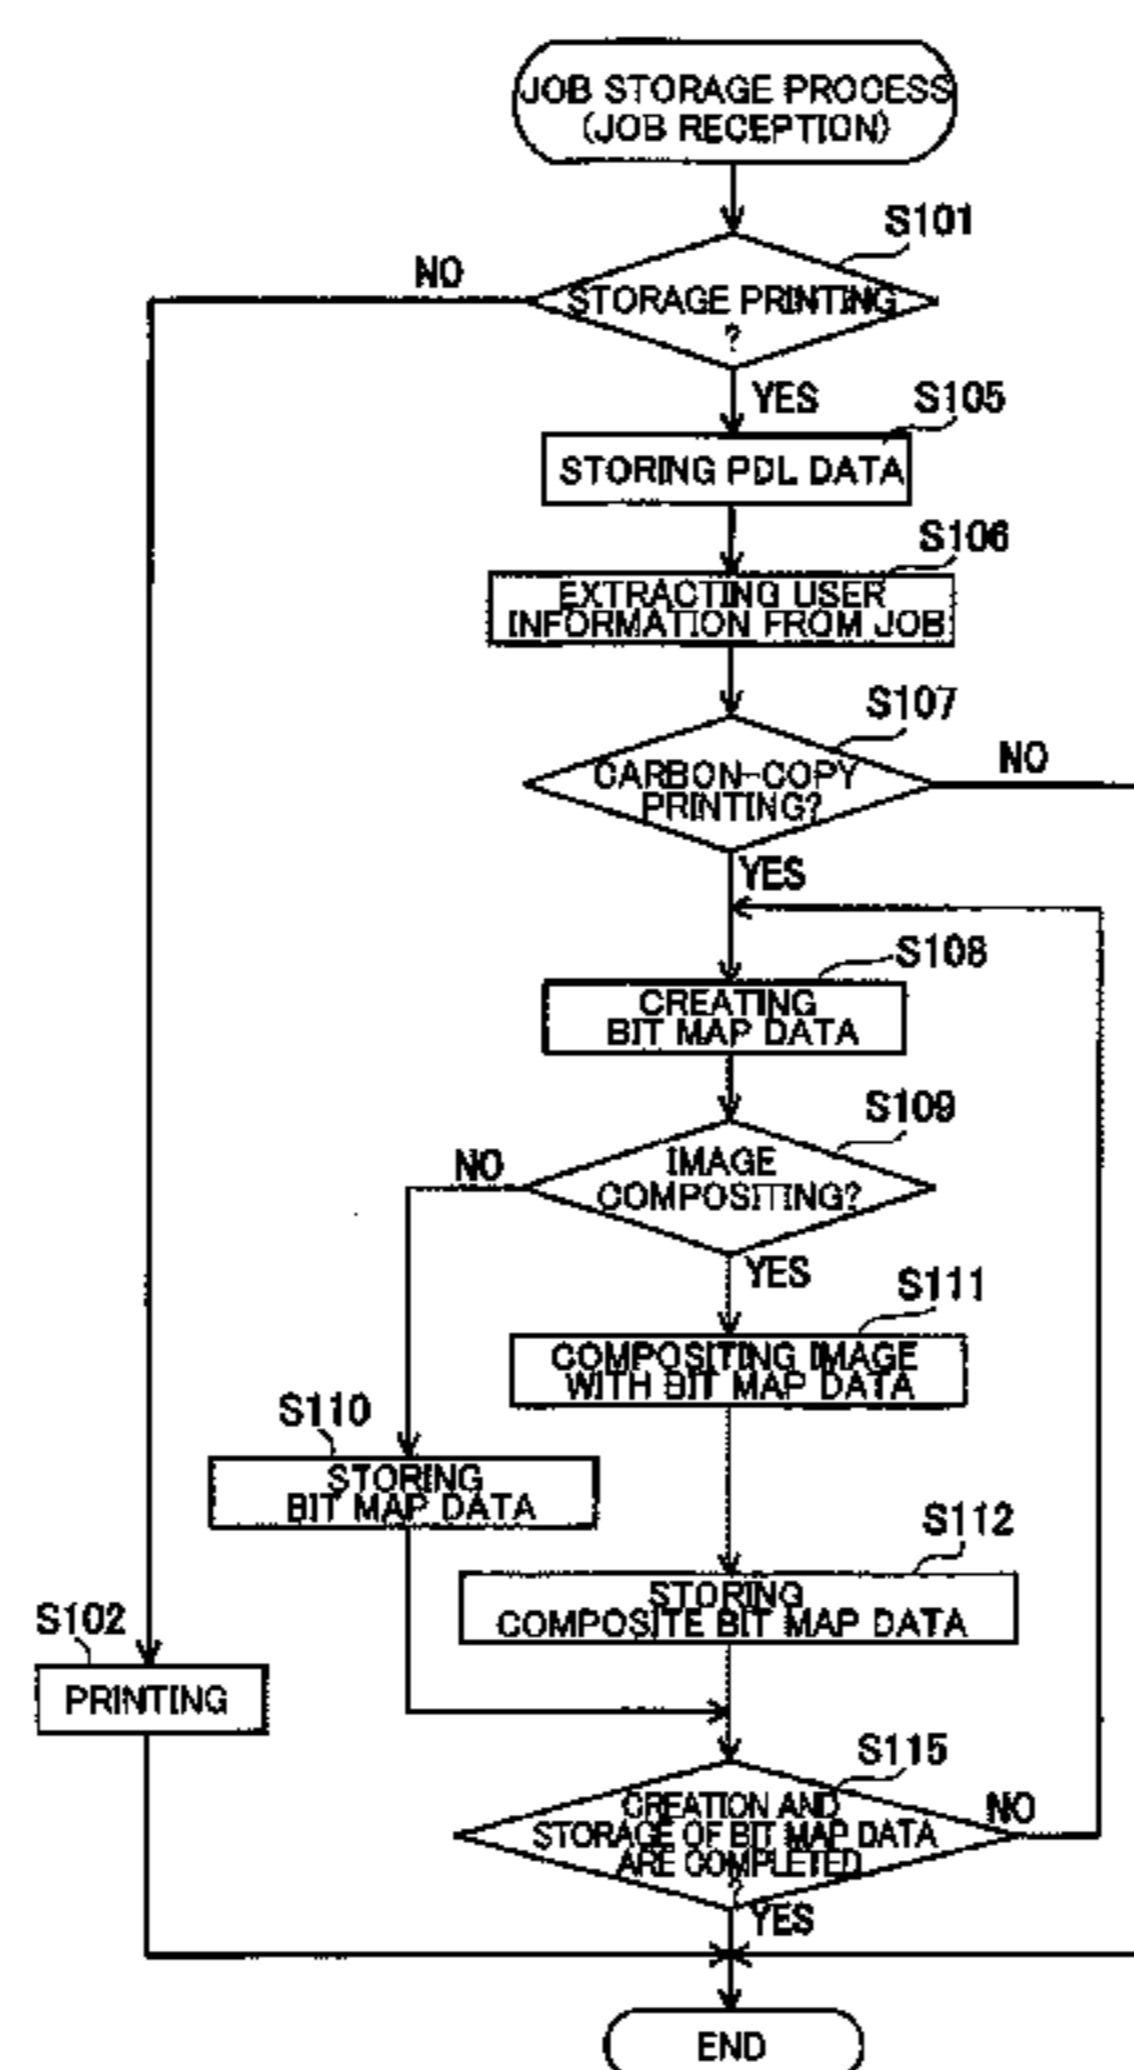 JOB STORAGE PROCESS
(JOB RECEPTION)
S101
NO
STORAGE PRINTING
?
YES
S105
STORING PDL DATA
S106
EXTRACTING USER
INFORMATION FROM JOB
S107
CARBON-COPY
PRINTING?
NO
YES
S108
CREATING
BIT MAP DATA
S109
NO
IMAGE
COMPOSITING?
YES
S111
COMPOSITING IMAGE
WITH BIT MAP DATA
S110
STORING
BIT MAP DATA
S112
STORING
COMPOSITE BIT MAP DATA
S102
PRINTING
S115
CREATION AND
STORAGE OF BIT MAP DATA
ARE COMPLETED
?
NO
YES
END